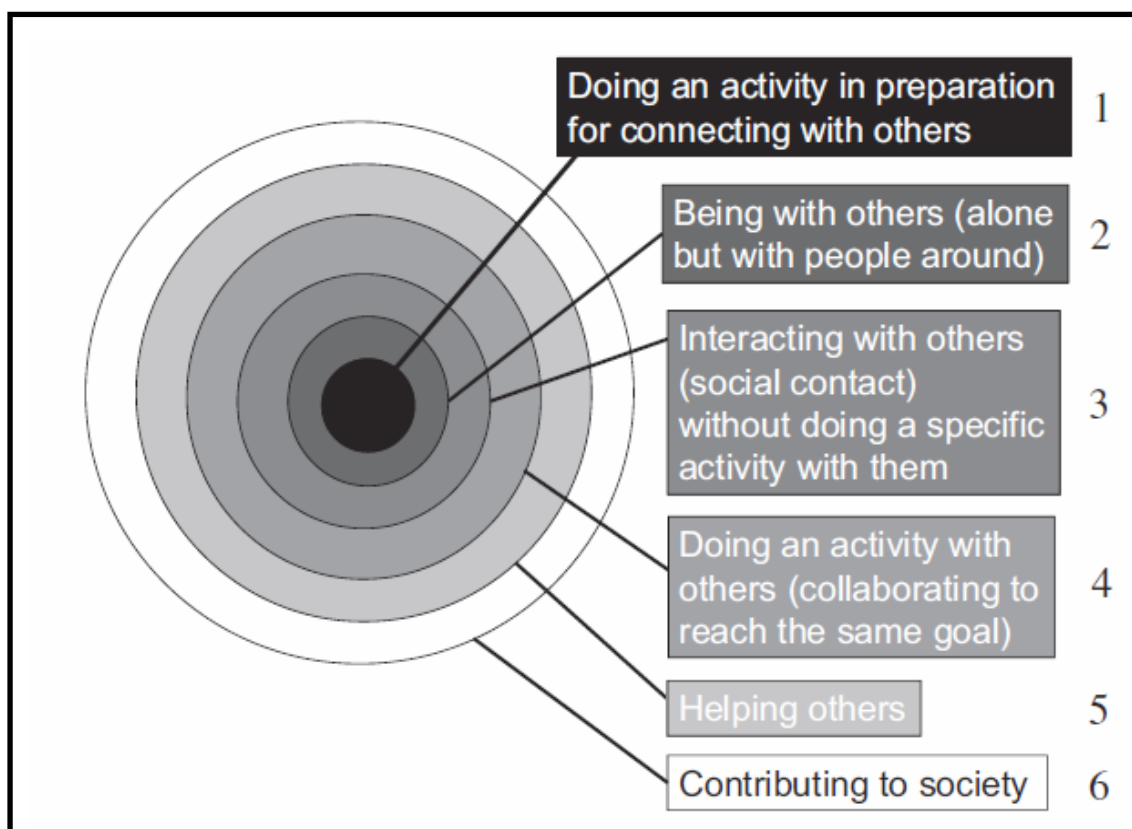 Doing an activity in preparation
for connecting with others
1
Being with others (alone
but with people around)
2
Interacting with others
(social contact)
without doing a specific
activity with them
3
Doing an activity with
others (collaborating to
reach the same goal)
4
Helping others
5
Contributing to society
6